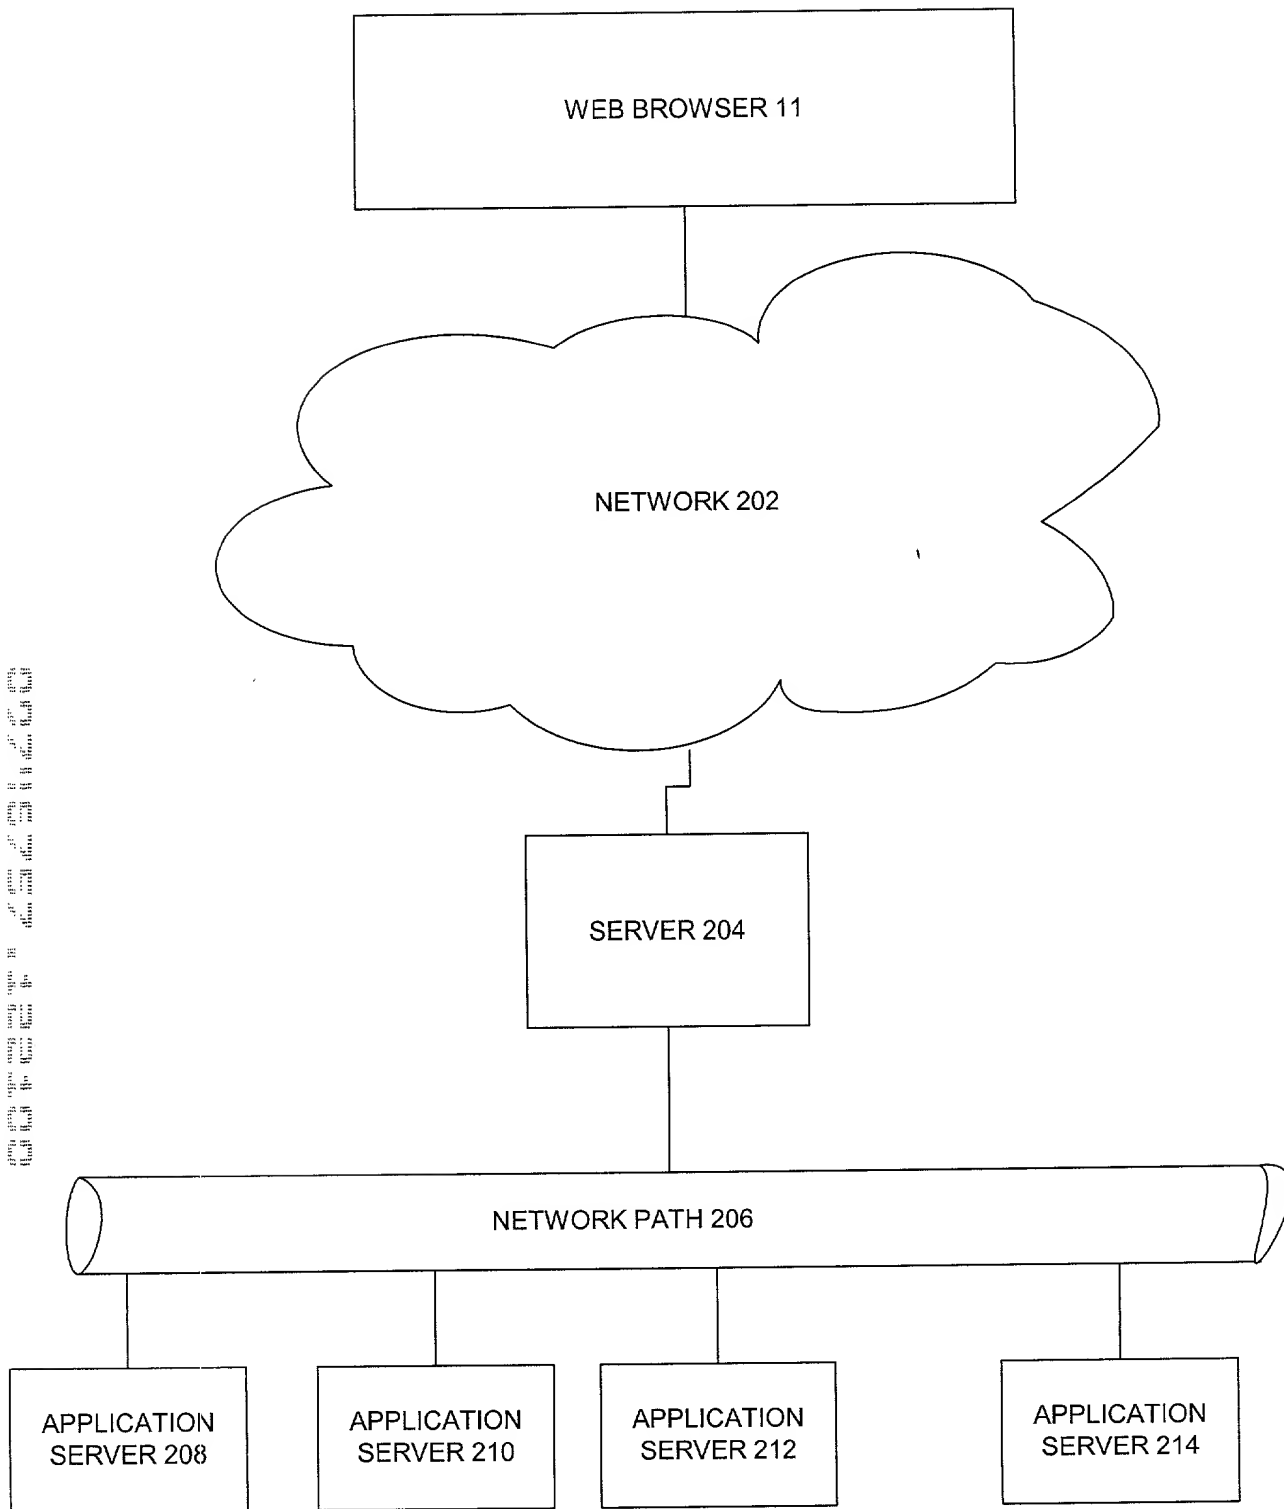 WEB BROWSER 11
NETWORK 202
SERVER 204
NETWORK PATH 206
APPLICATION
SERVER 208
APPLICATION
SERVER 210
APPLICATION
SERVER 212
APPLICATION
SERVER 214